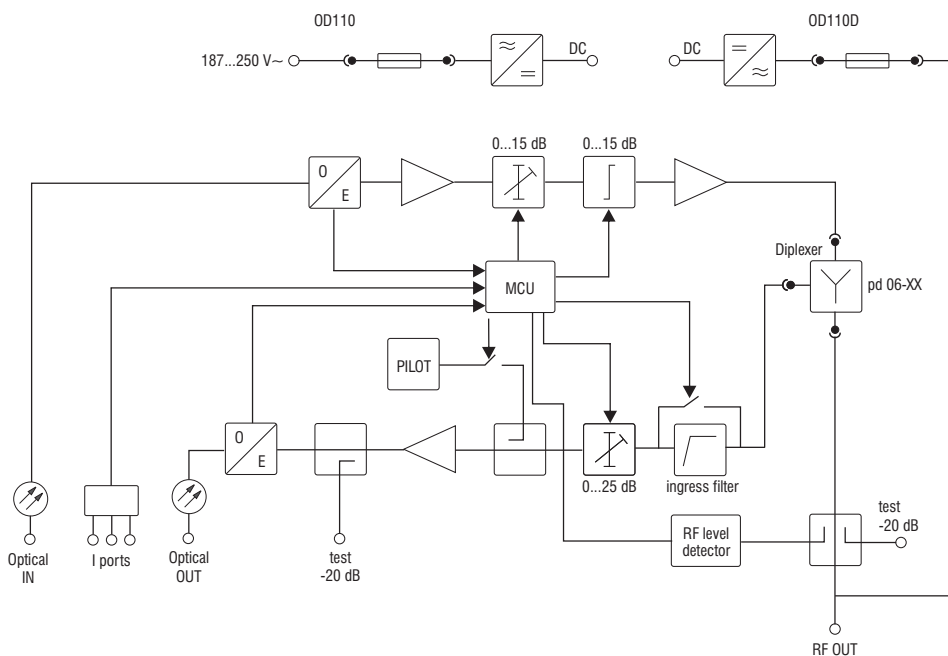 OD110
OD110D
187...250 V~
DC
DC
0...15 dB
0...15 dB
O
E
Diplexer
MCU
pd 06-XX
PILOT
O
E
0...25 dB
ingress filter
test
-20 dB
RF level
detector
Optical
IN
I ports
Optical
OUT
test
-20 dB
RF OUT